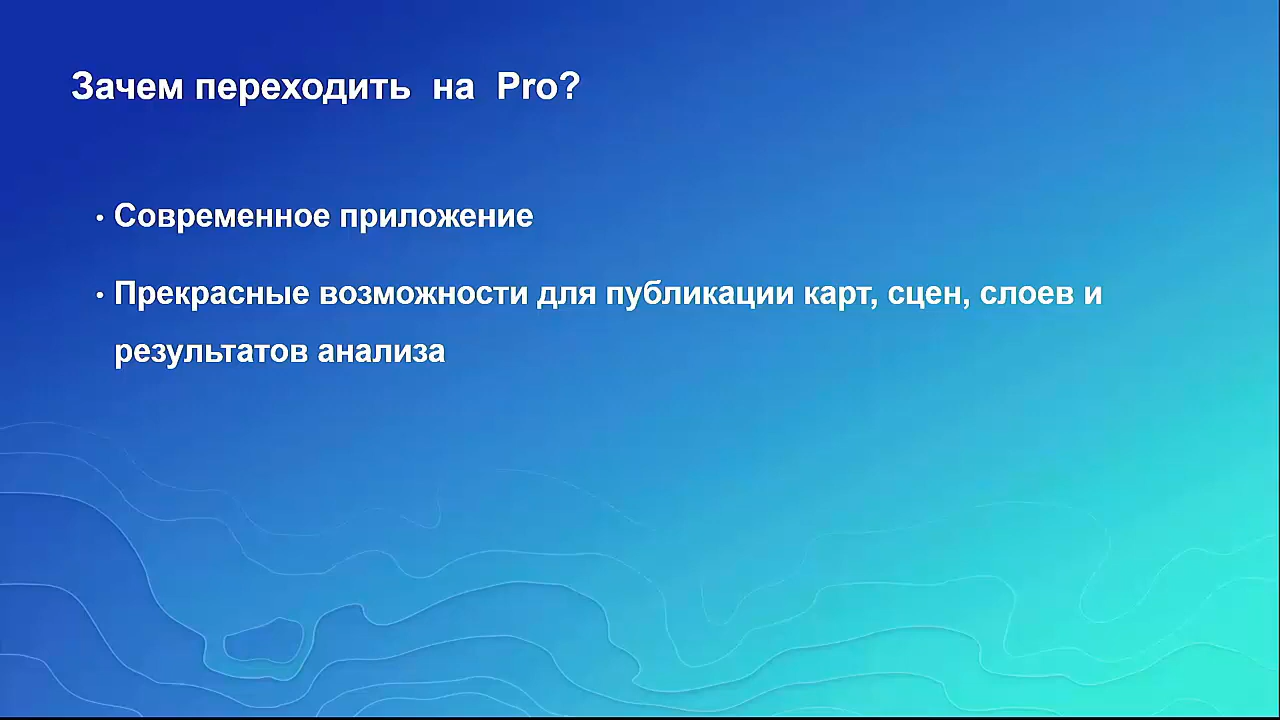 Зачем переходить на Pro?
• Современное приложение
• Прекрасные возможности для публикации карт, сцен, слоев и
результатов анализа